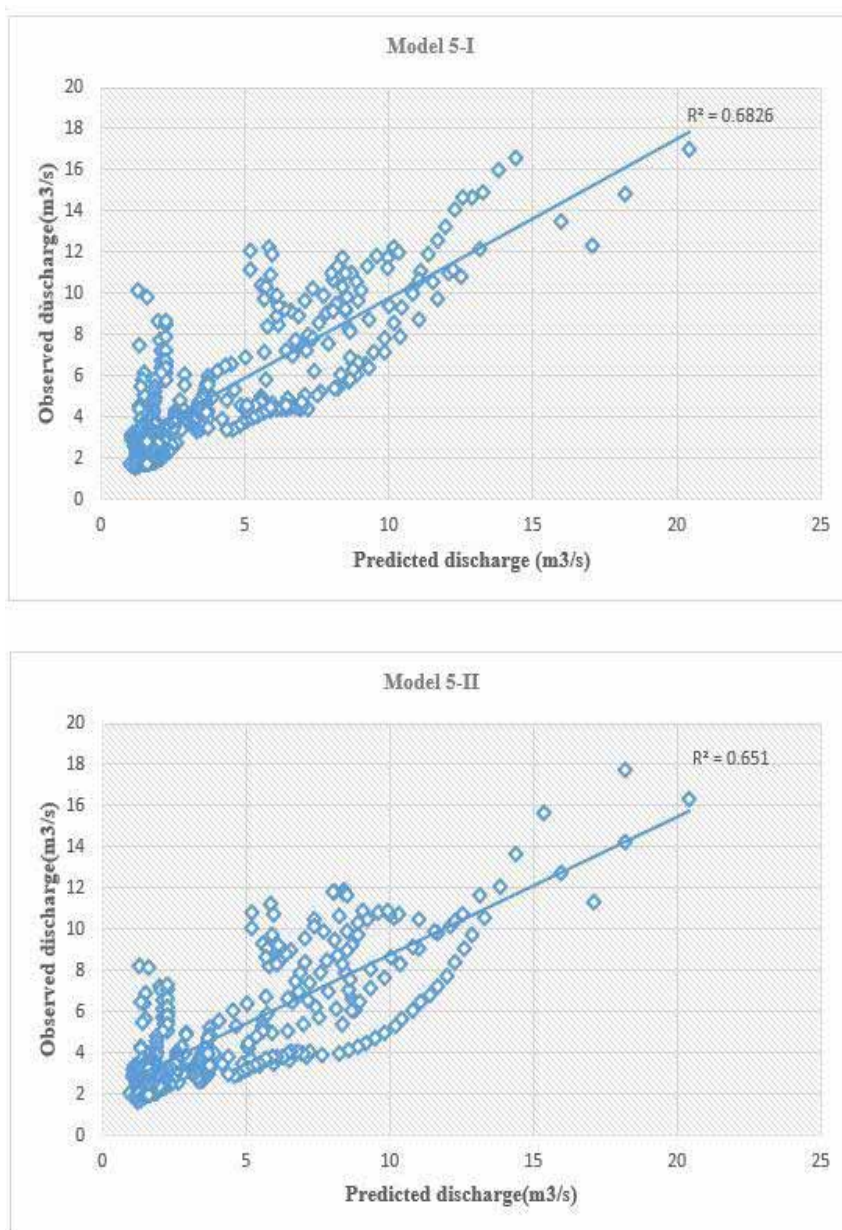 Model 5-I
20
18
16
14
12
10
8
6
4
2
0
R² = 0.6826
Observed dùscharge(m3/s)
0 5 10 15 20 25
Predicted discharge (m3/s)
Model 5-II
20
18
16
14
12
10
8
6
4
2
0
R² = 0.651
Observed discharge(m3/s)
0 5 10 15 20 25
Predicted discharge(m3/s)